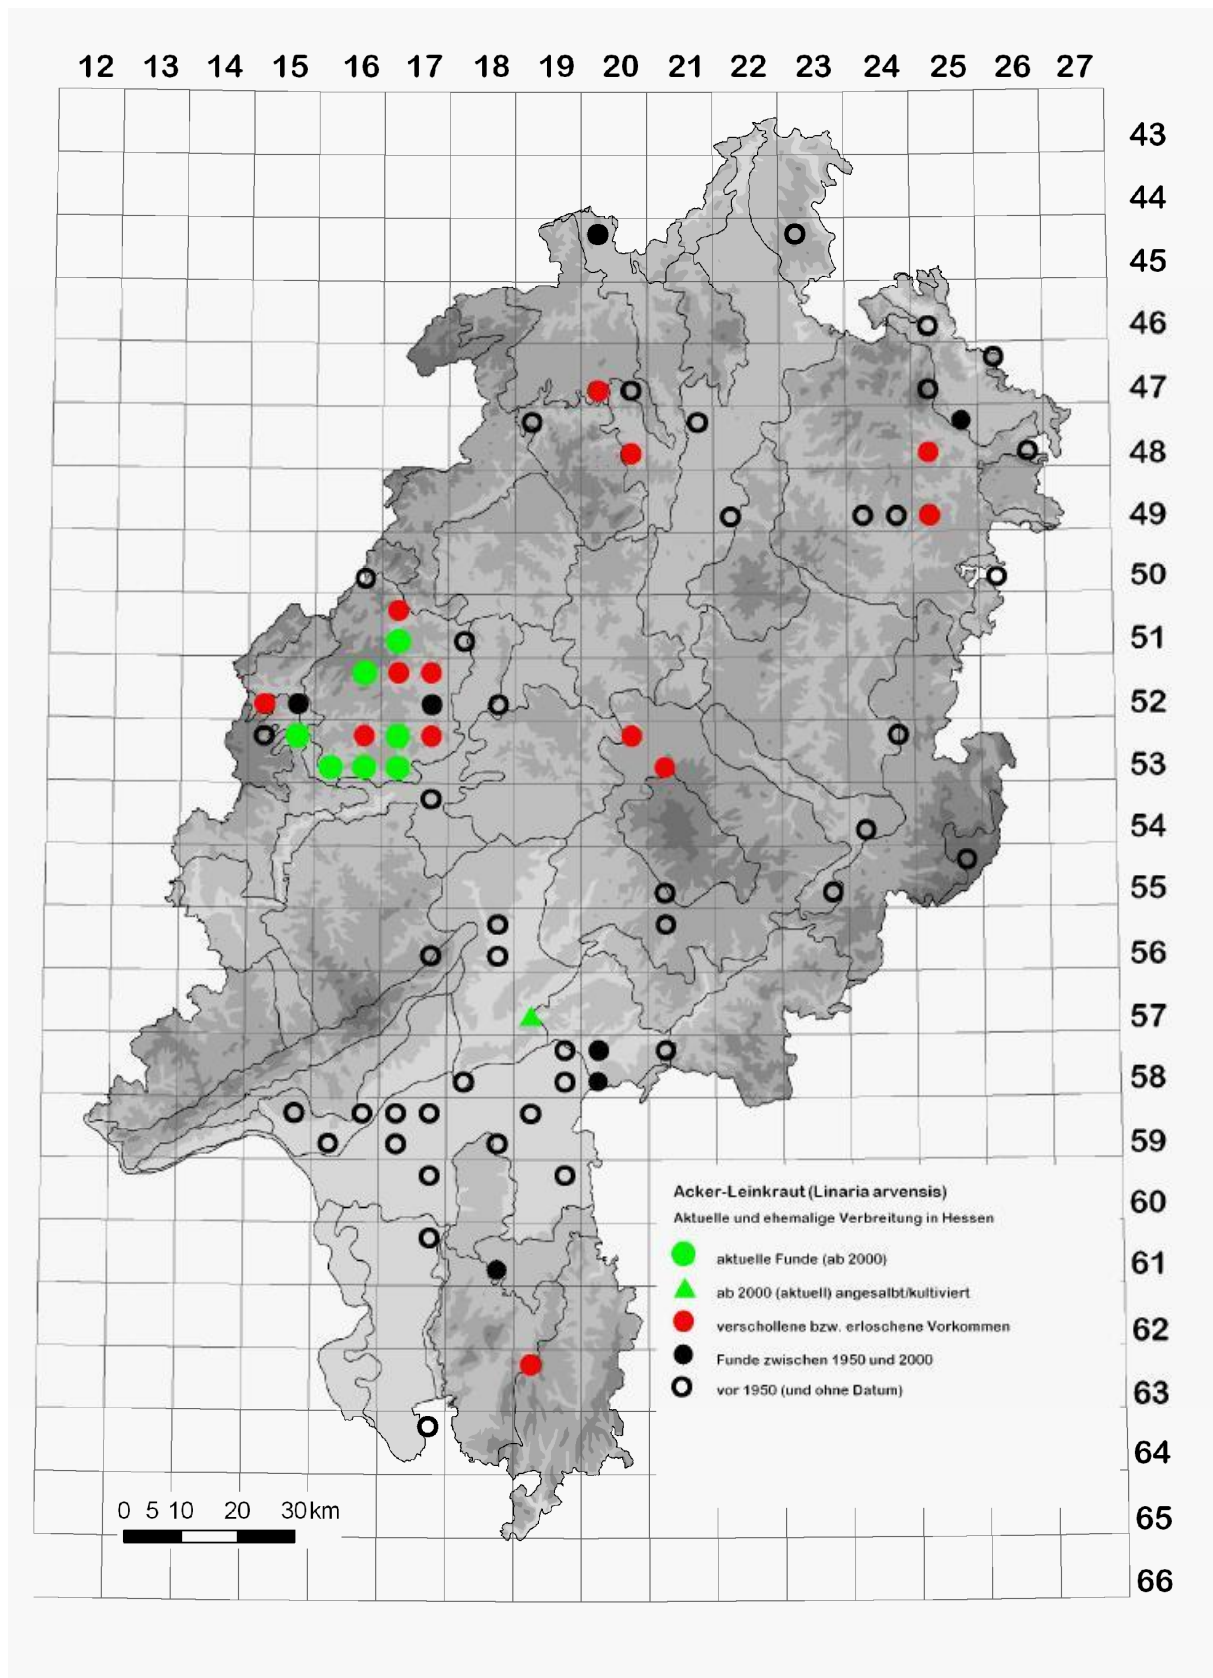 12 13 14 15 16 17 18 19 20 21 22 23 24 25 26 27
43
44
45
46
47
48
49
50
51
52
53
54
55
56
57
58
59
60
61
62
63
64
65
66
Acker-Leinkraut (Linaria arvensis)
Aktuelle und ehemalige Verbreitung in Hessen
aktuelle Funde (ab 2000)
ab 2000 (aktuell) angesalbt/kultiviert
verschollene bzw. erloschene Vorkommen
Funde zwischen 1950 und 2000
vor 1950 (und ohne Datum)
0 5 10 20 30km